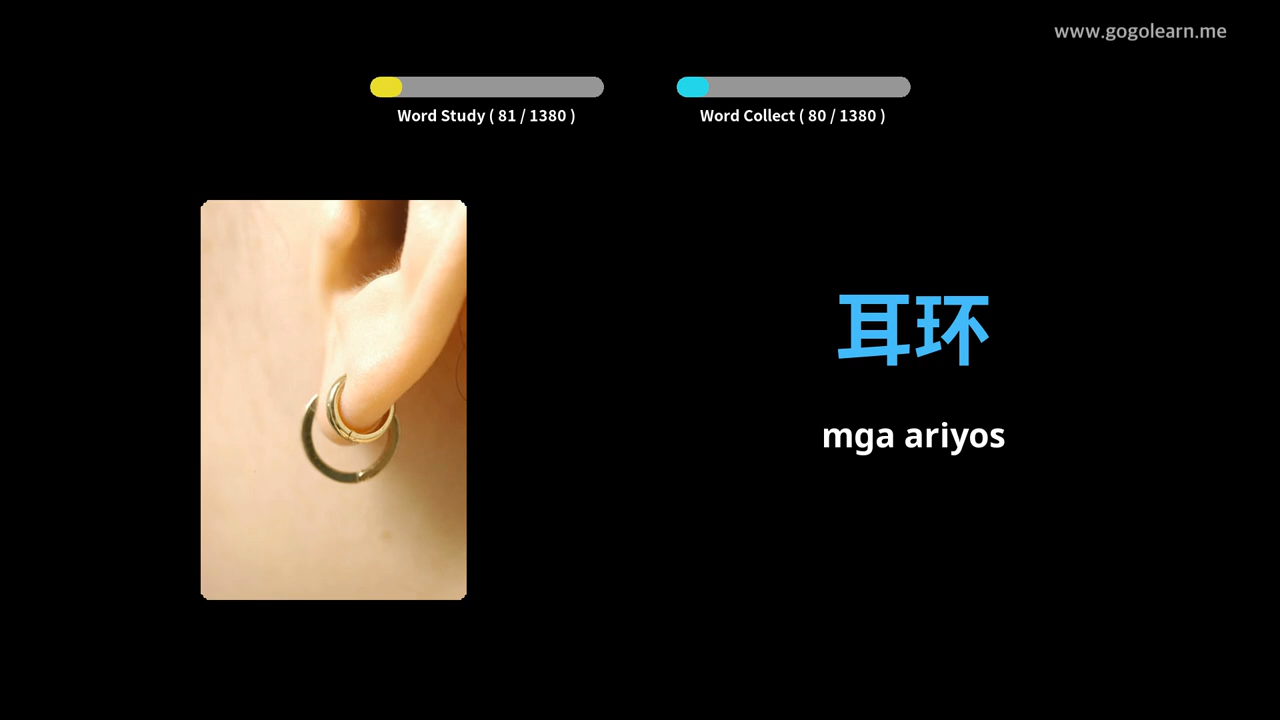 www.gogolearn.me
Word Study ( 81 / 1380 )
Word Collect ( 80 / 1380 )
耳环
mga ariyos